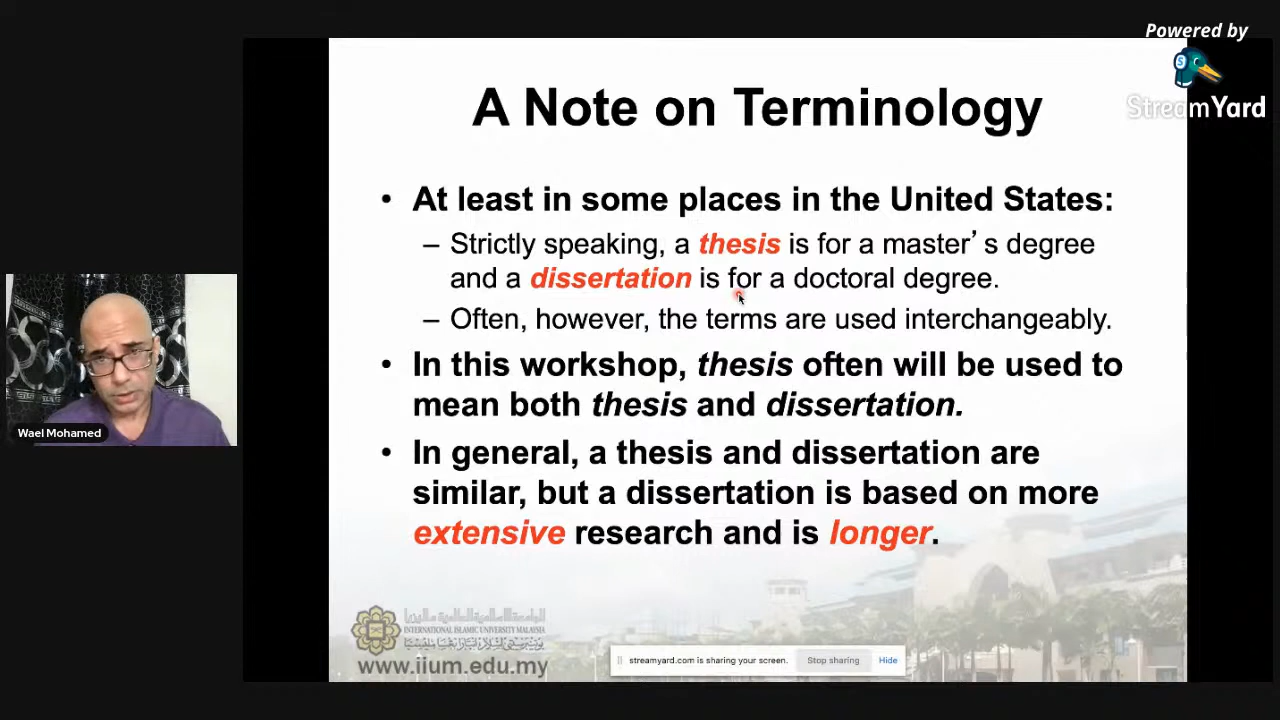 Powered by
StreamYard
A Note on Terminology
• At least in some places in the United States:
– Strictly speaking, a thesis is for a master’s degree
and a dissertation is for a doctoral degree.
– Often, however, the terms are used interchangeably.
• In this workshop, thesis often will be used to
mean both thesis and dissertation.
• In general, a thesis and dissertation are
similar, but a dissertation is based on more
extensive research and is longer.
Wael Mohamed
INTERNATIONAL ISLAMIC UNIVERSITY MALAYSIA
www.iium.edu.my
streamyard.com is sharing your screen.
Stop sharing
Hide